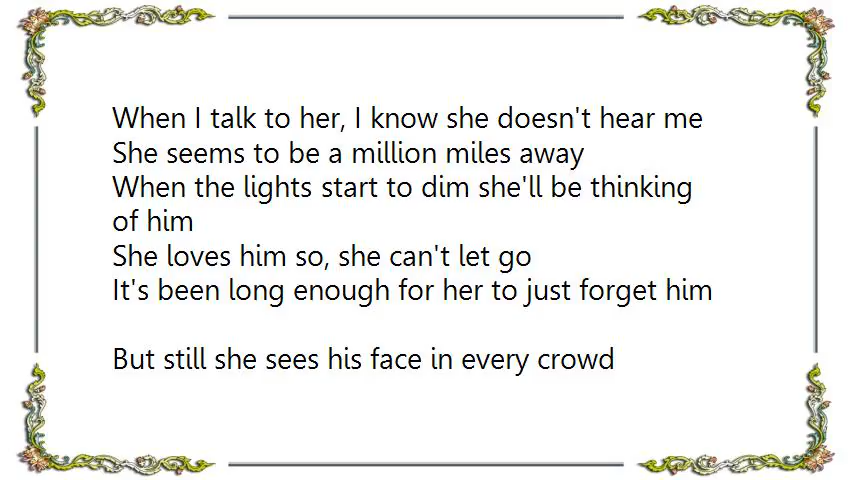 When I talk to her, I know she doesn't hear me
She seems to be a million miles away
When the lights start to dim she'll be thinking
of him
She loves him so, she can't let go
It's been long enough for her to just forget him
But still she sees his face in every crowd